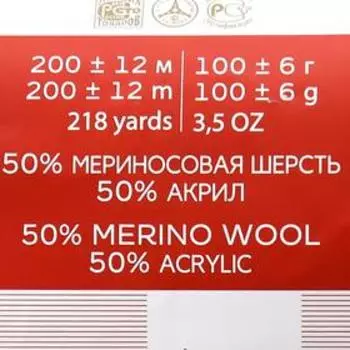 200 ± 12 м | 100 ± 6 г
200 ± 12 m | 100 ± 6 g
218 yards | 3,5 OZ
50% МЕРИНОСОВАЯ ШЕРСТЬ
50% АКРИЛ
50% MERINO WOOL
50% ACRYLIC